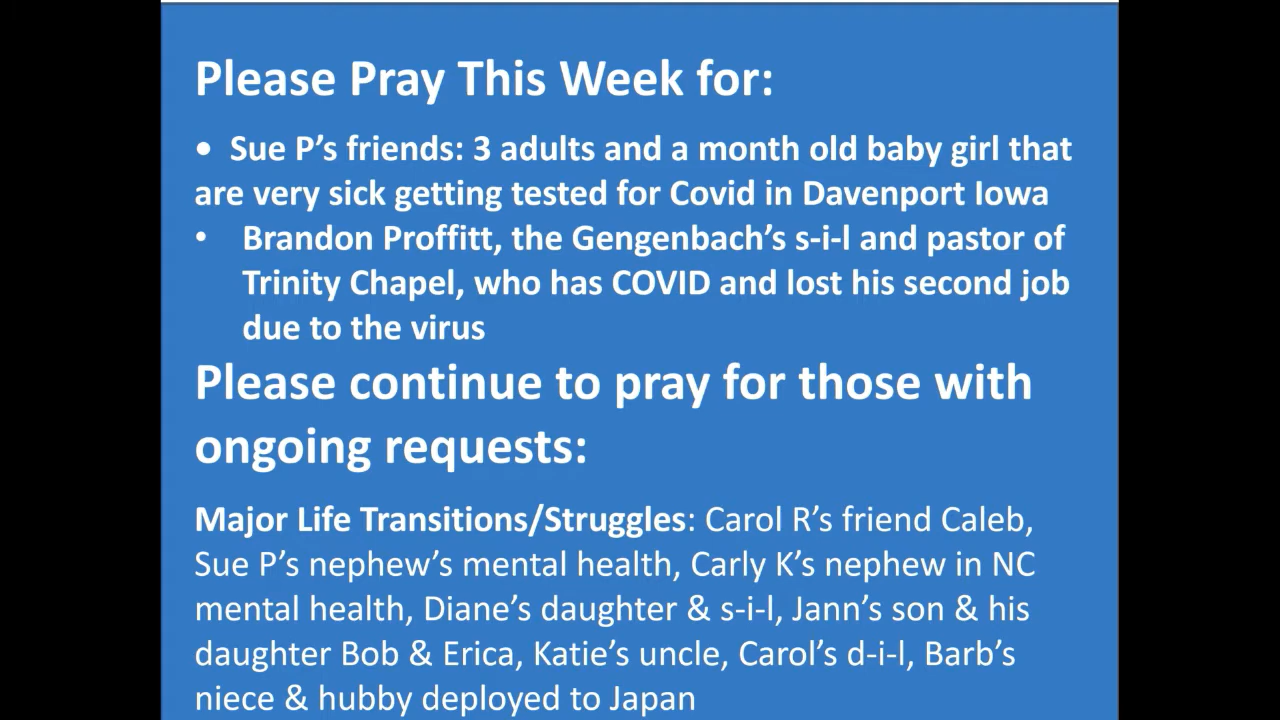 Please Pray This Week for:
• Sue P’s friends: 3 adults and a month old baby girl that
are very sick getting tested for Covid in Davenport Iowa
• Brandon Proffitt, the Gengenbach’s s-i-l and pastor of
Trinity Chapel, who has COVID and lost his second job
due to the virus
Please continue to pray for those with
ongoing requests:
Major Life Transitions/Struggles: Carol R’s friend Caleb,
Sue P’s nephew’s mental health, Carly K’s nephew in NC
mental health, Diane’s daughter & s-i-l, Jann’s son & his
daughter Bob & Erica, Katie’s uncle, Carol’s d-i-l, Barb’s
niece & hubby deployed to Japan